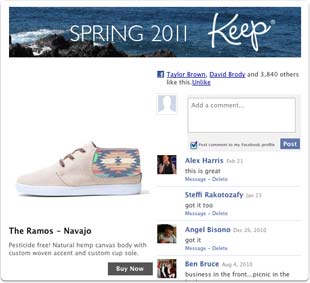 SPRING 2011 Keep®
Taylor Brown, David Brody and 3,840 others
like this. Unlike
Add a comment...
Post comment to my Facebook profile
Post
Alex Harris Feb 21
this is great
Message - Delete
Steffi Rakotozafy Jan 23
got it too
Message - Delete
Angel Bisono Dec 26, 2010
got it
Message - Delete
Ben Bruce Aug 4, 2010
business in the front...picnic in the
The Ramos - Navajo
Pesticide free! Natural hemp canvas body with
custom woven accent and custom cup sole.
Buy Now